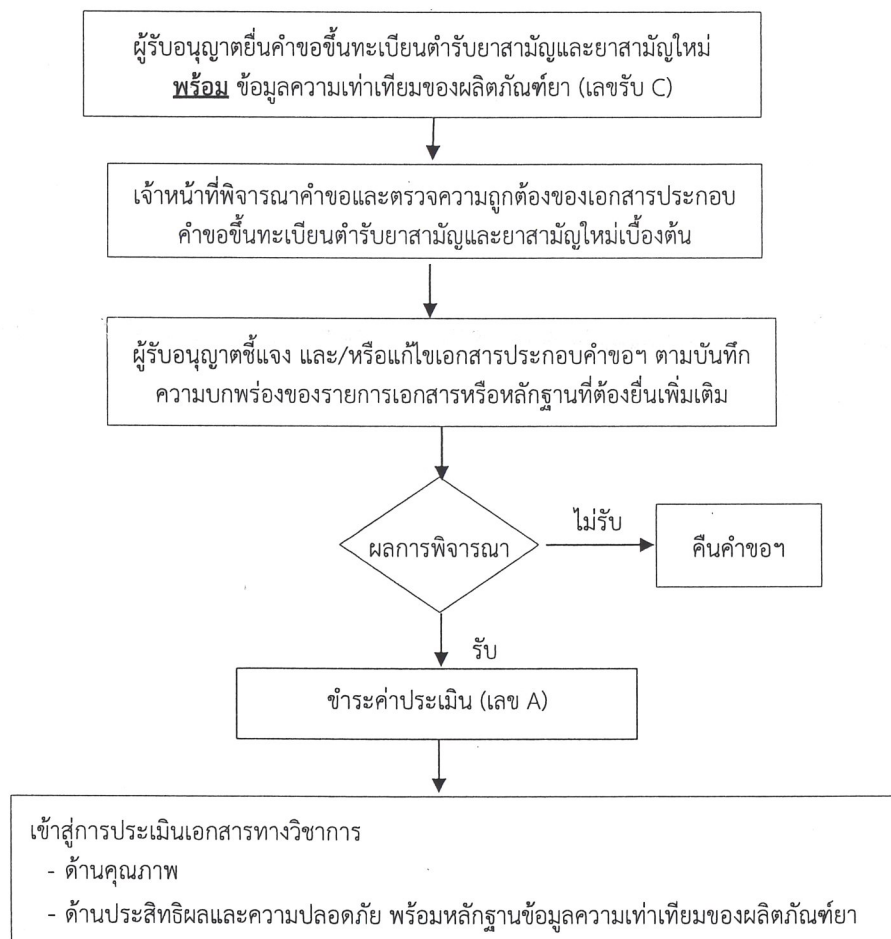 ผู้รับอนุญาตยื่นคำขอขึ้นทะเบียนตำรับยาสามัญและยาสามัญใหม่
พร้อม ข้อมูลความเท่าเทียมของผลิตภัณฑ์ยา (เลขรับ C)
เจ้าหน้าที่พิจารณาคำขอและตรวจความถูกต้องของเอกสารประกอบ
คำขอขึ้นทะเบียนตำรับยาสามัญและยาสามัญใหม่เบื้องต้น
ผู้รับอนุญาตชี้แจง และ/หรือแก้ไขเอกสารประกอบคำขอฯ ตามบันทึก
ความบกพร่องของรายการเอกสารหรือหลักฐานที่ต้องยื่นเพิ่มเติม
ผลการพิจารณา
ไม่รับ
คืนคำขอฯ
รับ
ชำระค่าประเมิน (เลข A)
เข้าสู่การประเมินเอกสารทางวิชาการ
- ด้านคุณภาพ
- ด้านประสิทธิผลและความปลอดภัย พร้อมหลักฐานข้อมูลความเท่าเทียมของผลิตภัณฑ์ยา